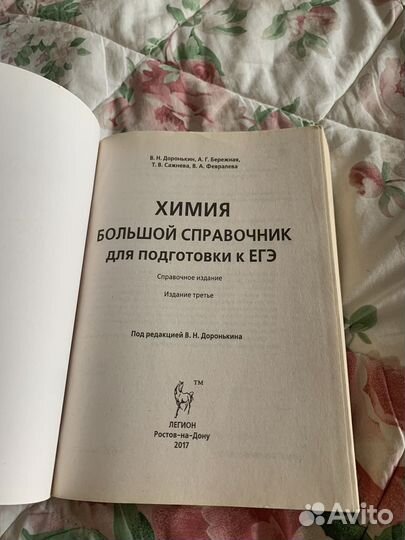 В. Н. Доронькин, А. Г. Бережная,
Т. В. Сажнева, В. А. Февралева
ХИМИЯ
БОЛЬШОЙ СПРАВОЧНИК
для подготовки к ЕГЭ
Справочное издание
Издание третье
Под редакцией В. Н. Доронькина
TM
ЛЕГИОН
Ростов-на-Дону
2017
Avito